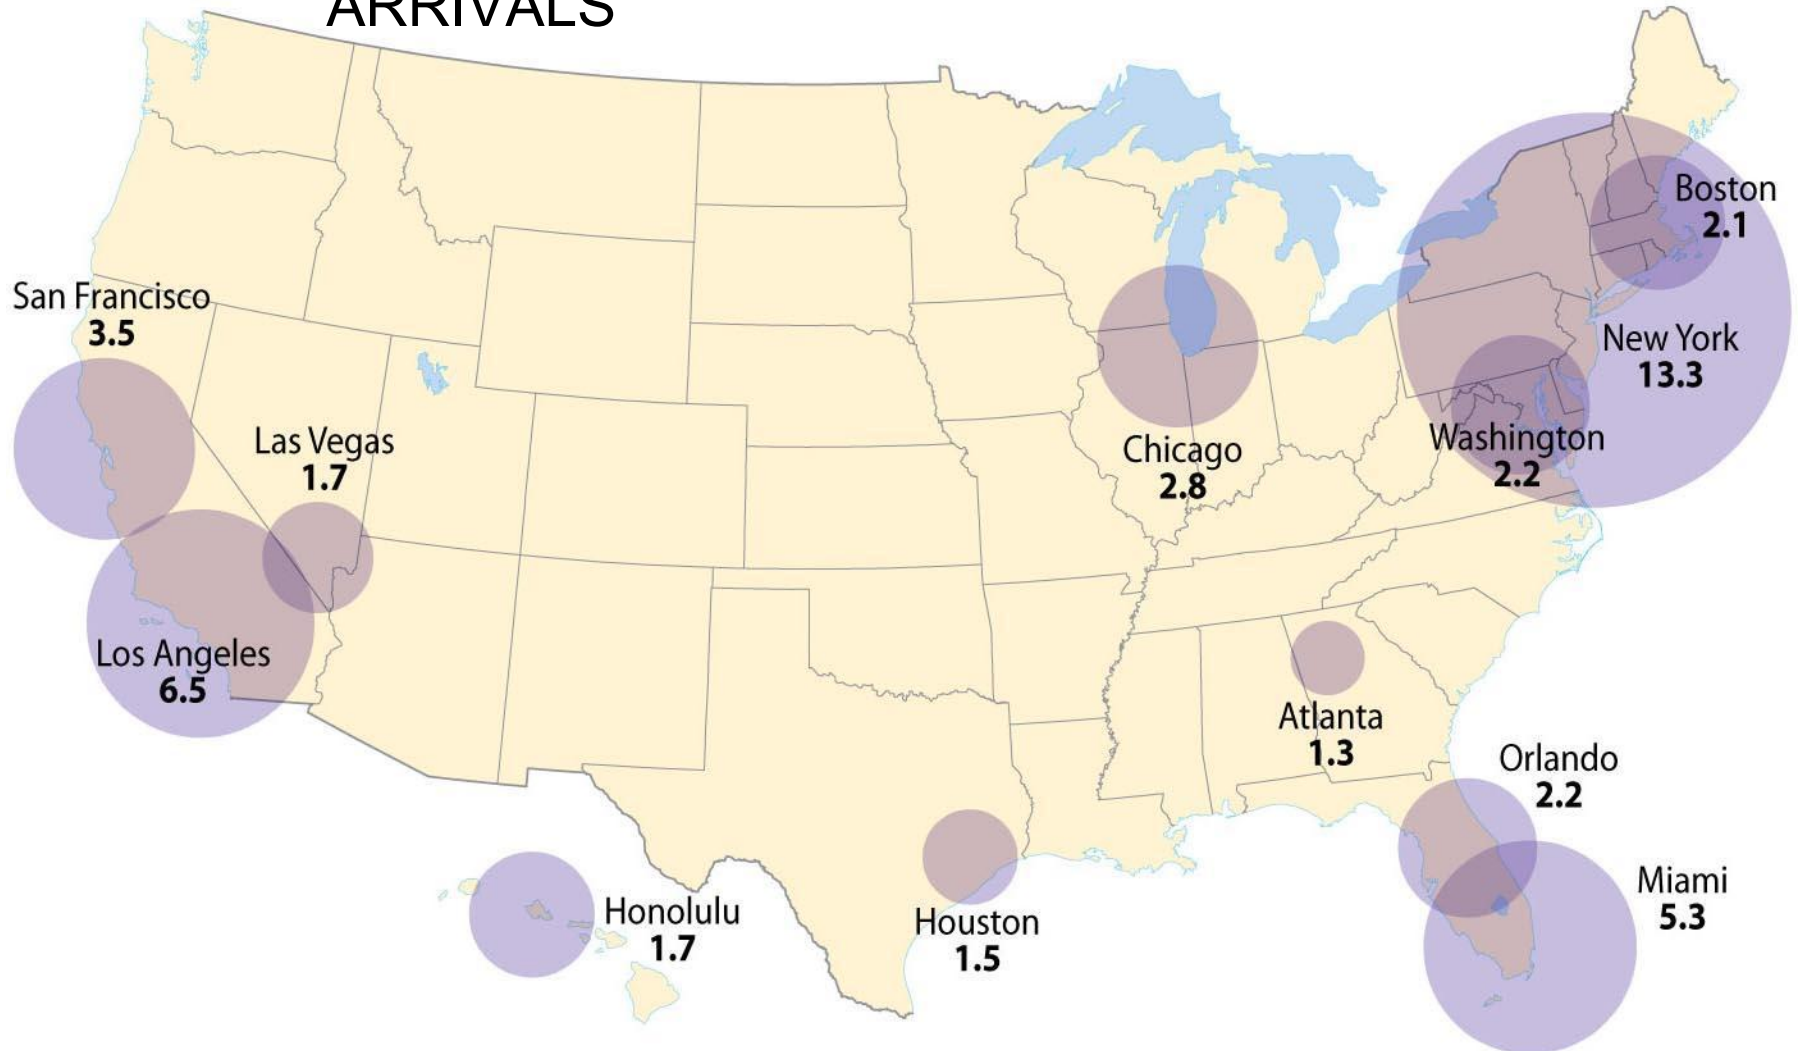 ARRIVALS
Boston
2.1
San Francisco
3.5
New York
13.3
Las Vegas
1.7
Chicago
2.8
Washington
2.2
Los Angeles
6.5
Atlanta
1.3
Orlando
2.2
Miami
5.3
Honolulu
1.7
Houston
1.5